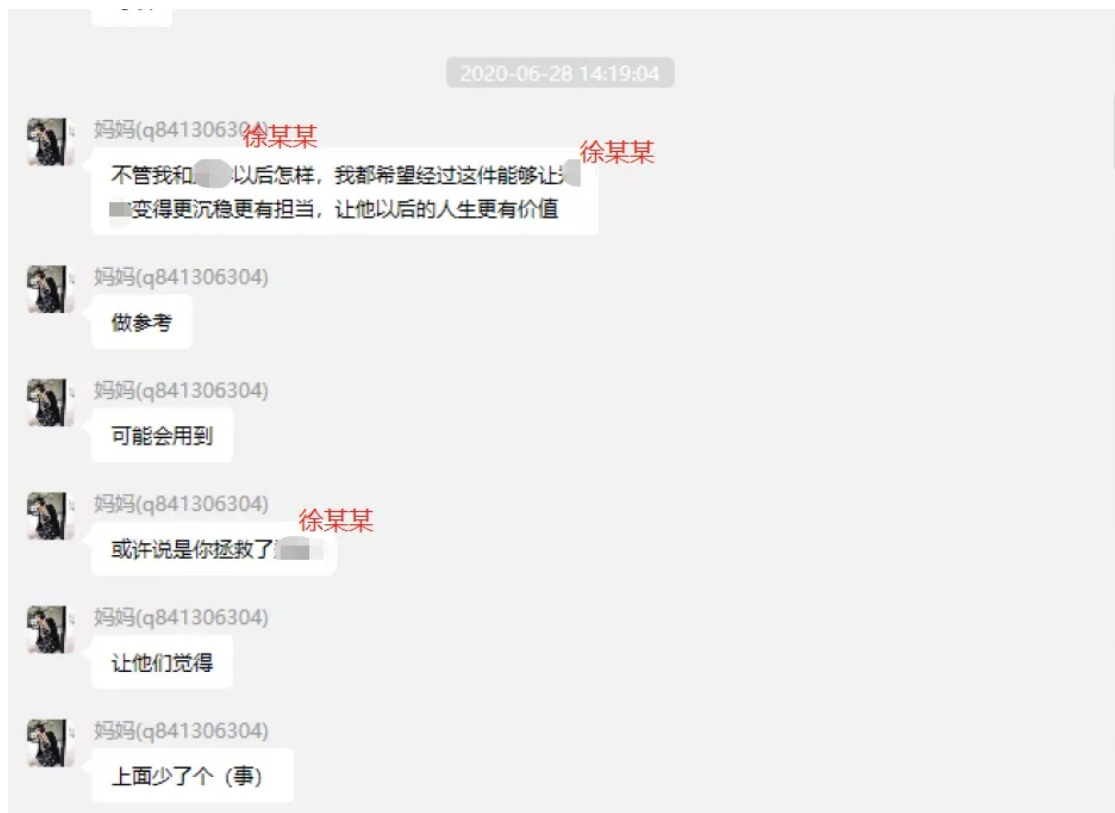 2020-06-28 14:19:04
妈妈(q841306304)
徐某某
徐某某
不管我和 以后怎样，我都希望经过这件能够让
变得更沉稳更有担当，让他以后的人生更有价值
妈妈(q841306304)
做参考
妈妈(q841306304)
可能会用到
妈妈(q841306304)
徐某某
或许说是你拯救了
妈妈(q841306304)
让他们觉得
妈妈(q841306304)
上面少了个（事）